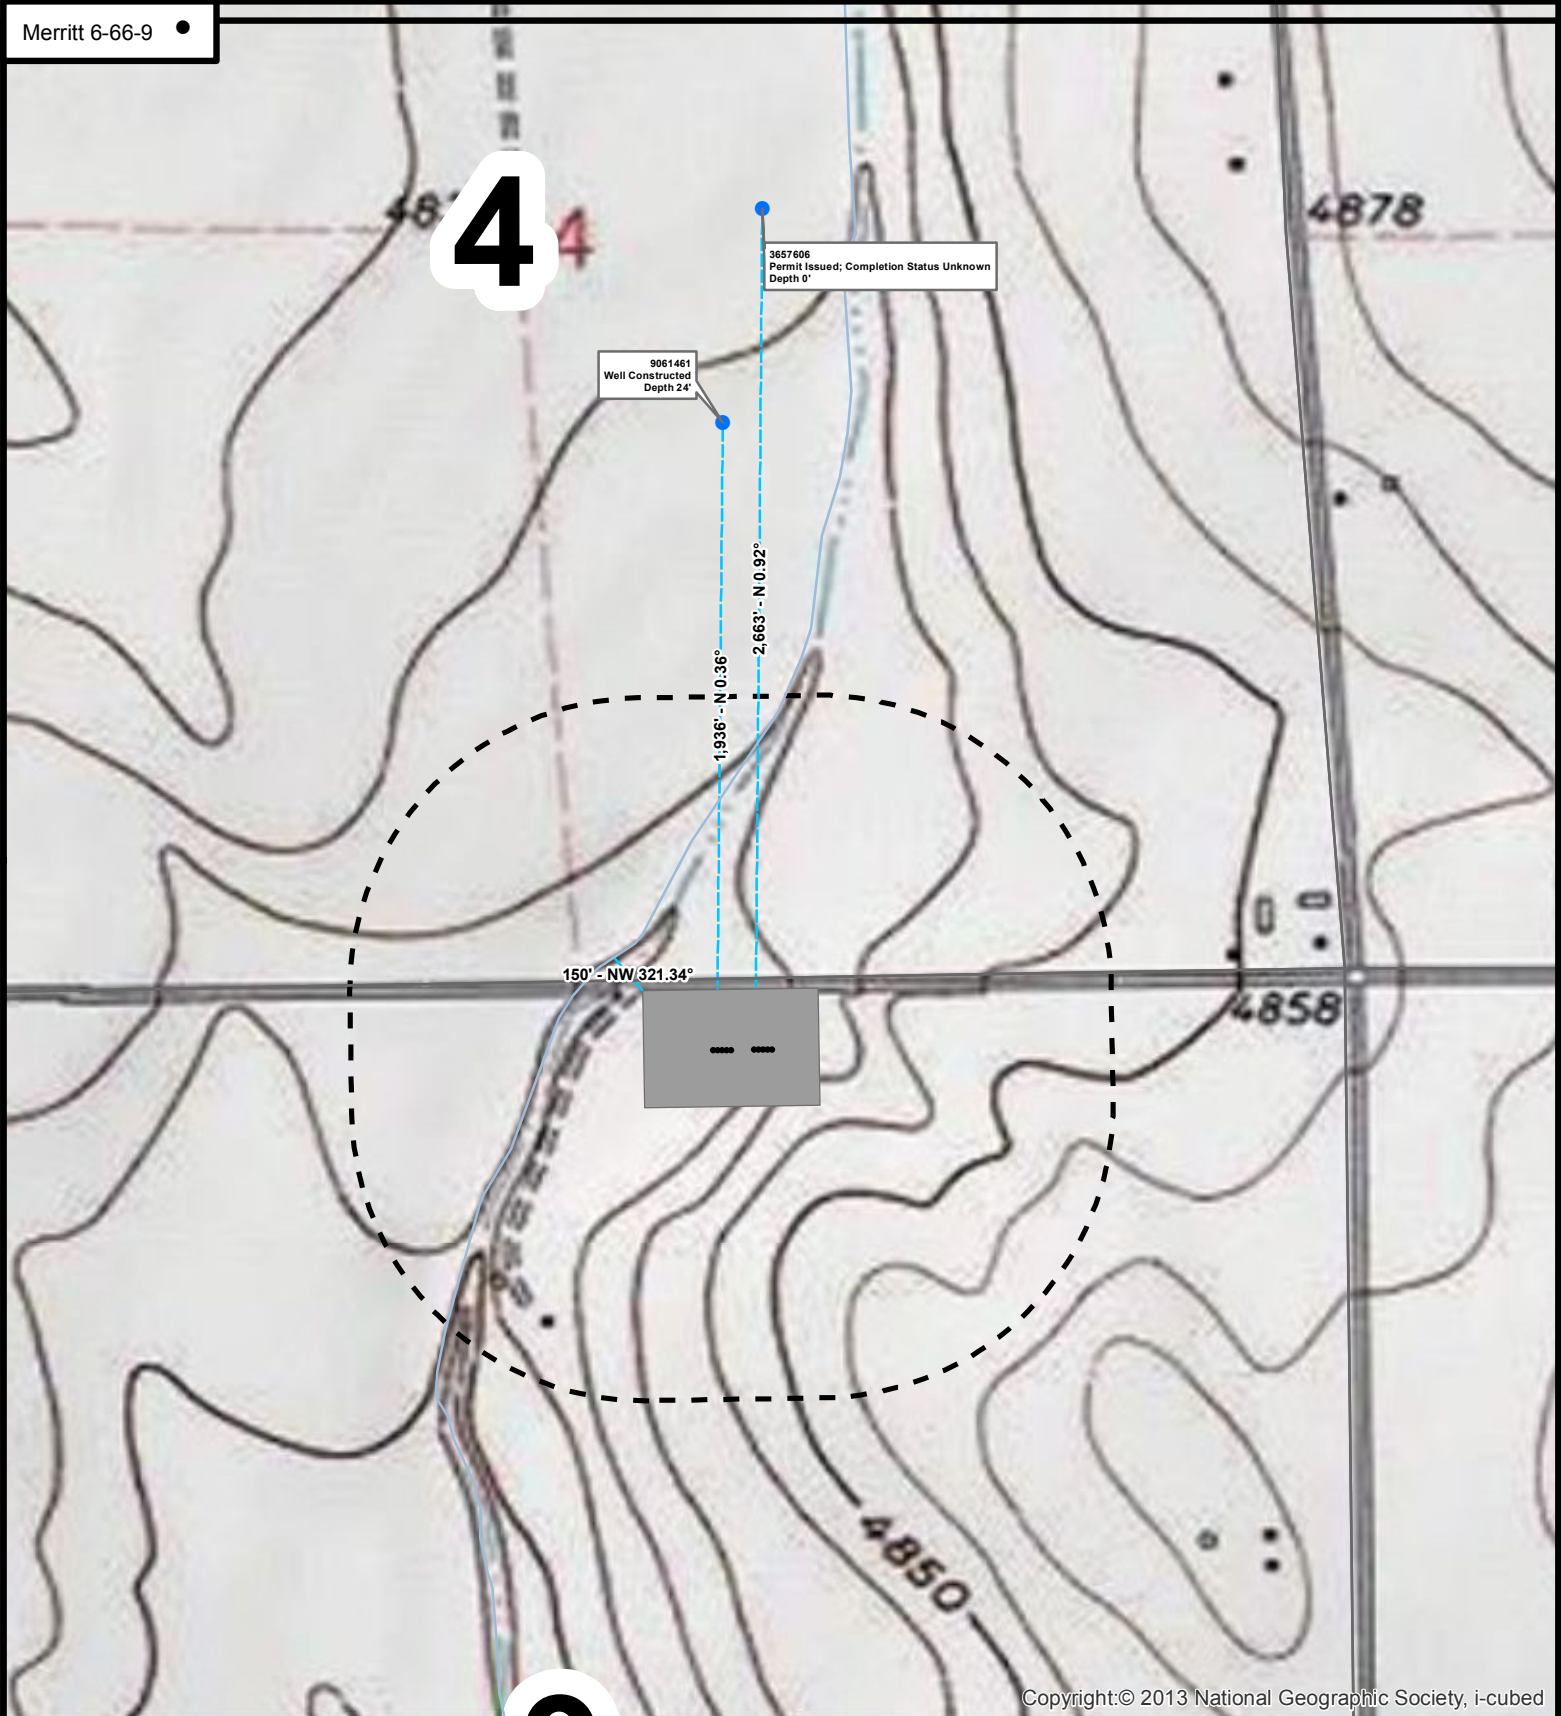 Merritt 6-66-9
4
4
4878
3657606
Permit Issued; Completion Status Unknown
Depth 0'
9061461
Well Constructed
Depth 24'
2,663' - N 0.92°
1,936' - N 0.36°
150' - NW 321.34°
4858
4850
Copyright:© 2013 National Geographic Society, i-cubed